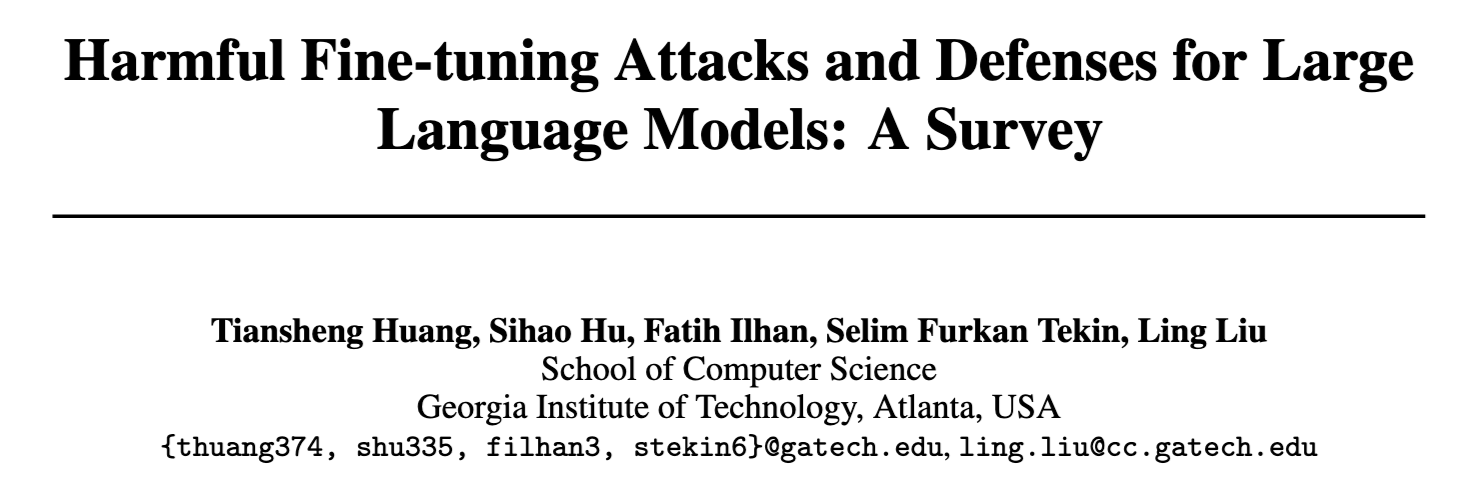 Harmful Fine-tuning Attacks and Defenses for Large
Language Models: A Survey
Tiansheng Huang, Sihao Hu, Fatih Ilhan, Selim Furkan Tekin, Ling Liu
School of Computer Science
Georgia Institute of Technology, Atlanta, USA
{thuang374, shu335, filhan3, stekin6}@gatech.edu, ling.liu@cc.gatech.edu